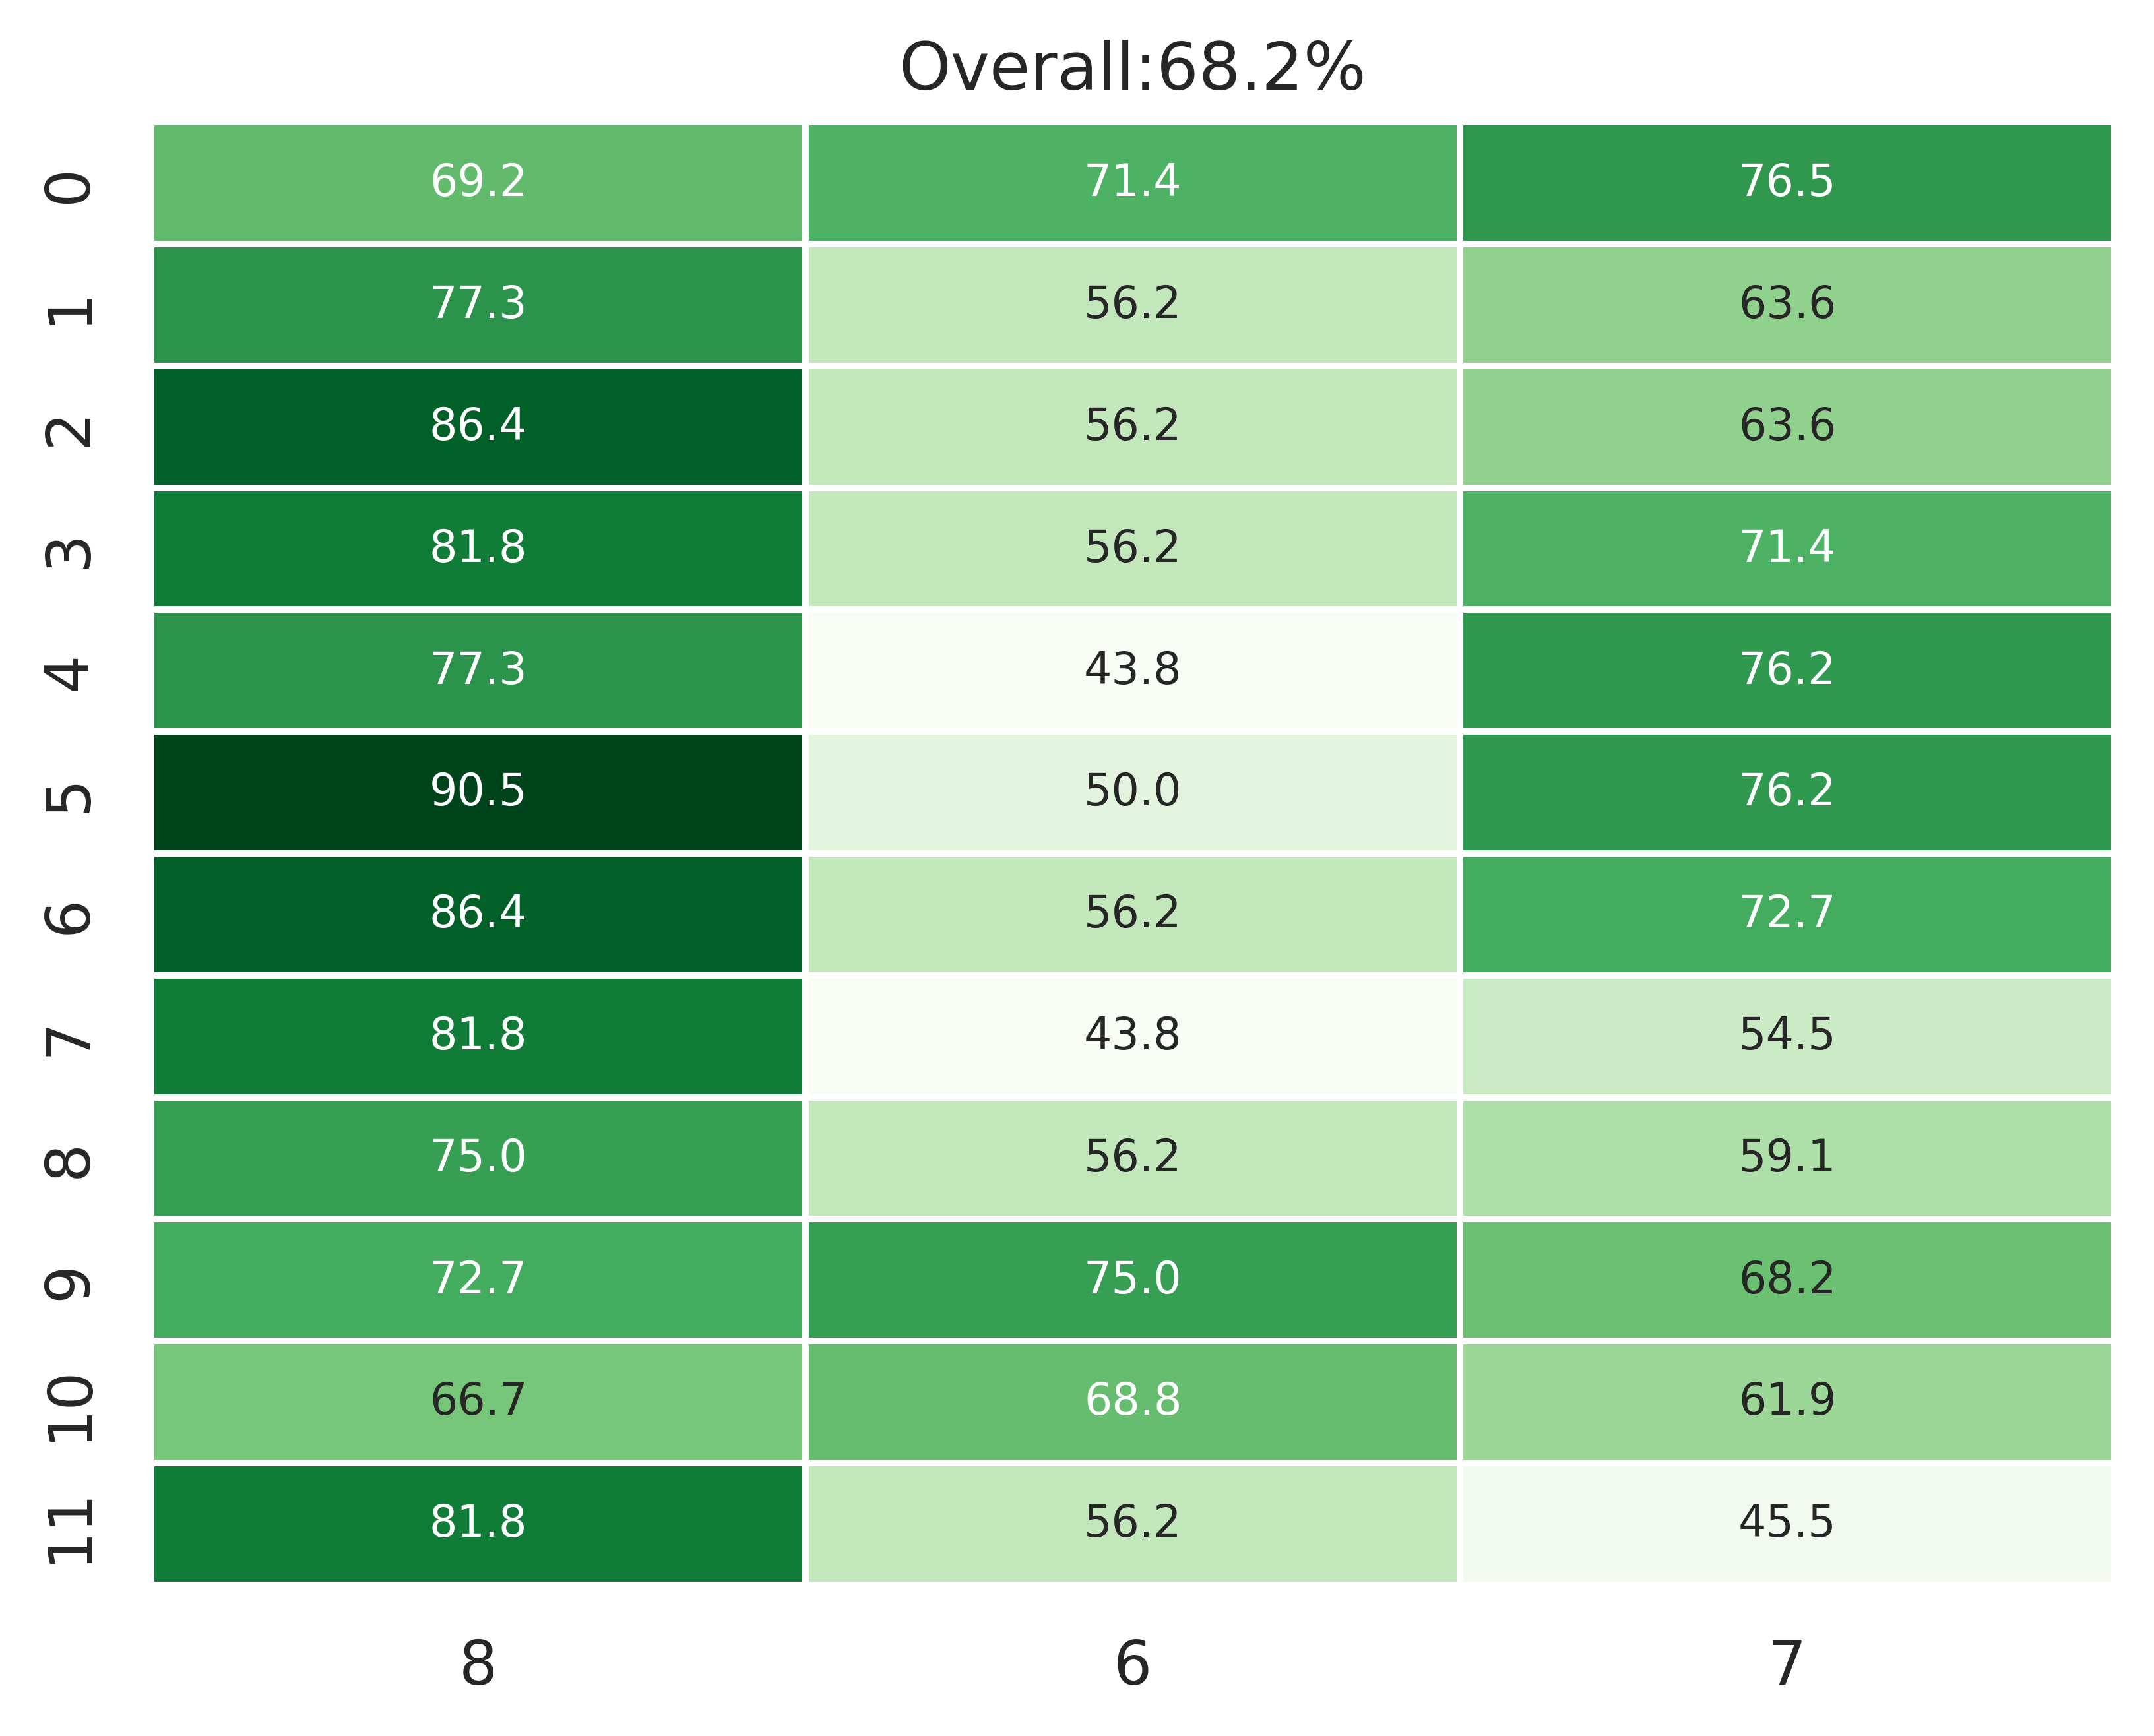 Overall:68.2%
0 69.2 71.4 76.5
1 77.3 56.2 63.6
2 86.4 56.2 63.6
3 81.8 56.2 71.4
4 77.3 43.8 76.2
5 90.5 50.0 76.2
6 86.4 56.2 72.7
7 81.8 43.8 54.5
8 75.0 56.2 59.1
9 72.7 75.0 68.2
10 66.7 68.8 61.9
11 81.8 56.2 45.5
8 6 7